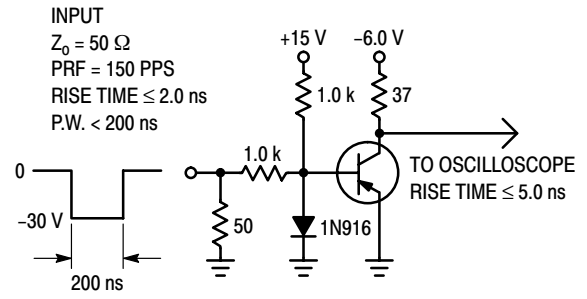 INPUT
Zo = 50 Ω
PRF = 150 PPS
RISE TIME ≤ 2.0 ns
P.W. < 200 ns
+15 V
−6.0 V
1.0 k
37
1.0 k
TO OSCILLOSCOPE
RISE TIME ≤ 5.0 ns
0
−30 V
50
1N916
200 ns